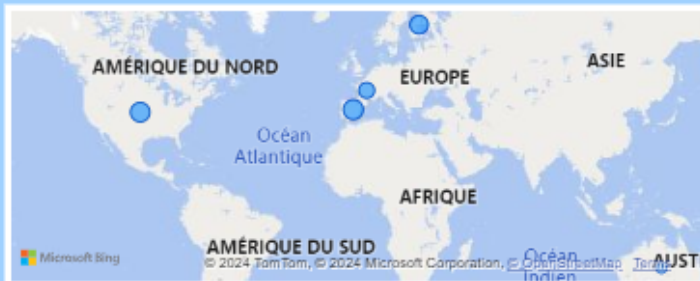 AMÉRIQUE DU NORD
EUROPE
ASIE
Océan
Atlantique
AFRIQUE
AMÉRIQUE DU SUD
Océan
Indien
AUST
Microsoft Bing
© 2024 TomTom, © 2024 Microsoft Corporation, © OpenStreetMap Terms